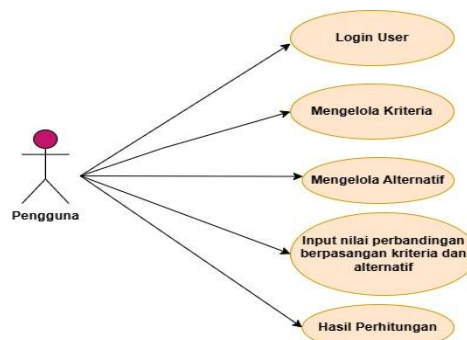 Login User
Mengelola Kriteria
Mengelola Alternatif
Pengguna
Input nilai perbandingan
berpasangan kriteria dan
alternatif
Hasil Perhitungan